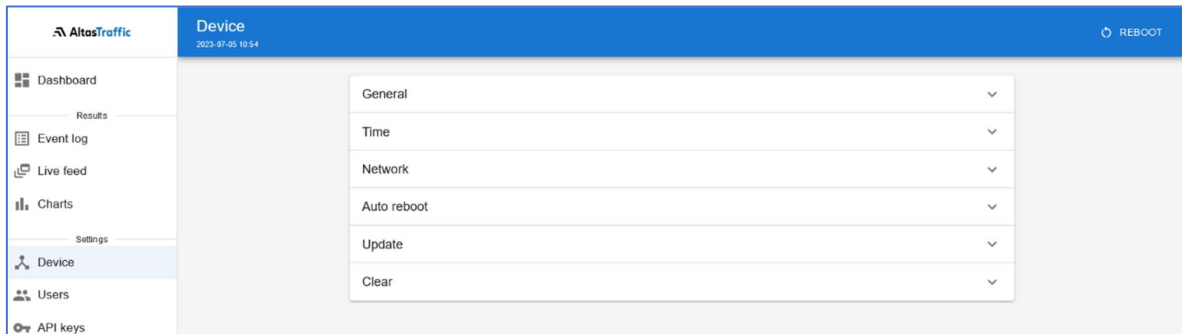 AltasTraffic
Dashboard
Results
Event log
Live feed
Charts
Settings
Device
Users
API keys
Device
2023-07-05 10:54
REBOOT
General
Time
Network
Auto reboot
Update
Clear